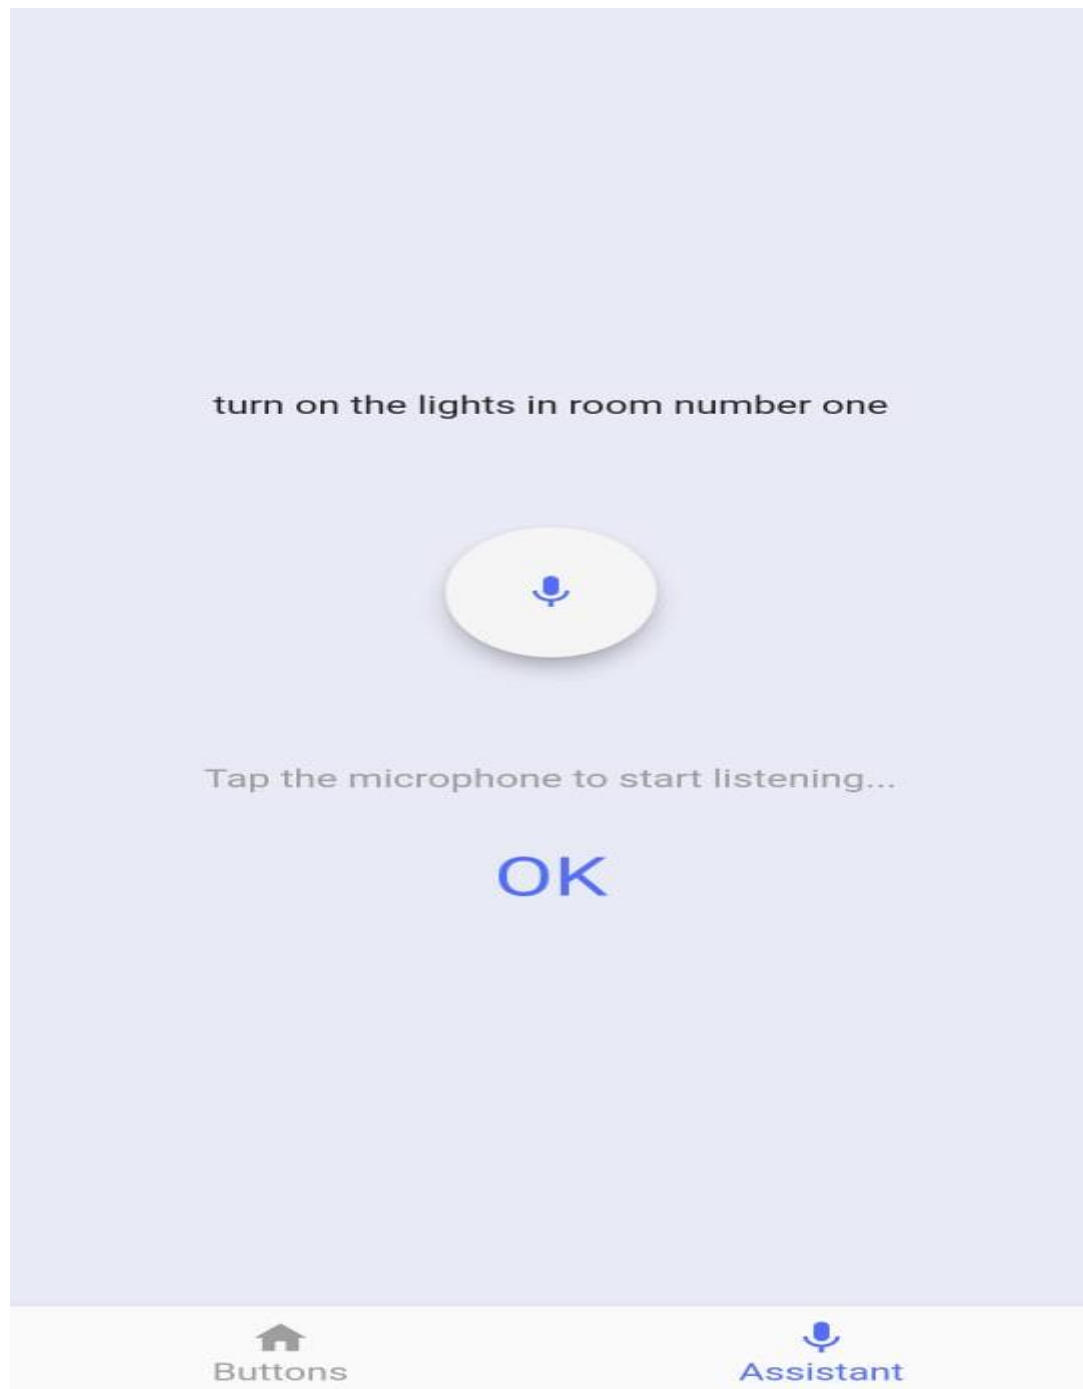 turn on the lights in room number one
Tap the microphone to start listening...
OK
Buttons
Assistant